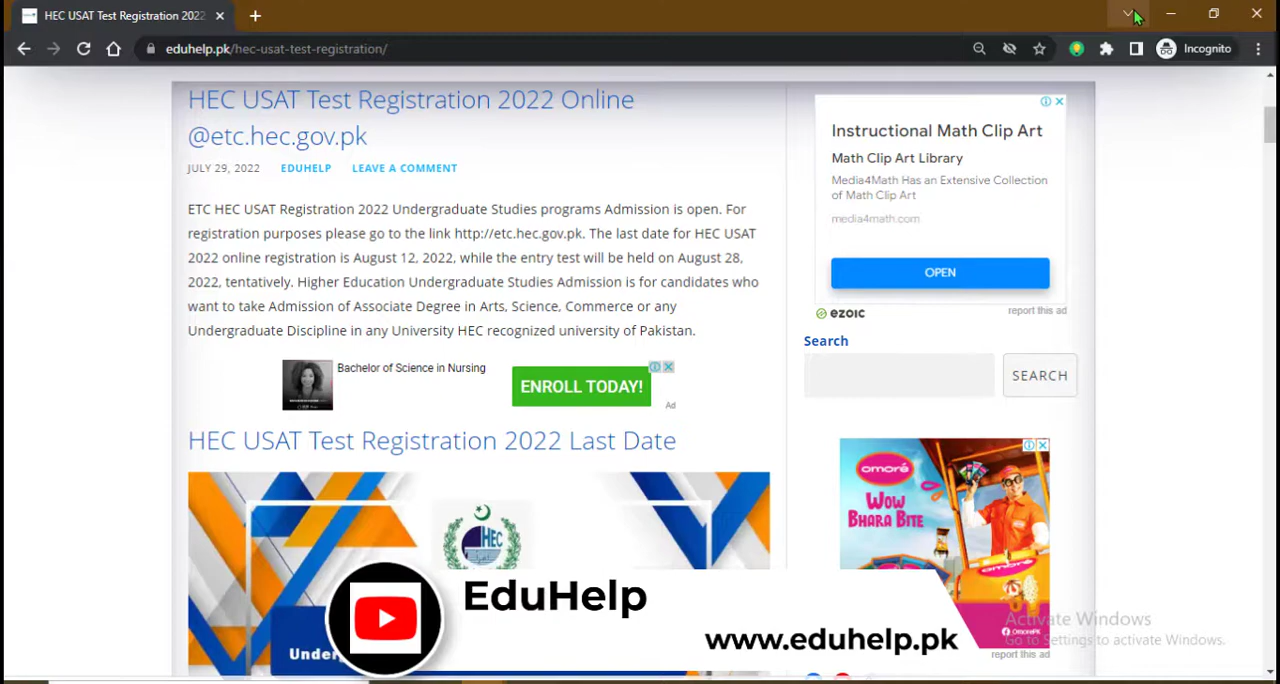 HEC USAT Test Registration 2022
eduhelp.pk/hec-usat-test-registration/
Incognito
HEC USAT Test Registration 2022 Online
@etc.hec.gov.pk
JULY 29, 2022 EDUHELP LEAVE A COMMENT
ETC HEC USAT Registration 2022 Undergraduate Studies programs Admission is open. For
registration purposes please go to the link http://etc.hec.gov.pk. The last date for HEC USAT
2022 online registration is August 12, 2022, while the entry test will be held on August 28,
2022, tentatively. Higher Education Undergraduate Studies Admission is for candidates who
want to take Admission of Associate Degree in Arts, Science, Commerce or any
Undergraduate Discipline in any University HEC recognized university of Pakistan.
Bachelor of Science in Nursing
ENROLL TODAY!
Ad
HEC USAT Test Registration 2022 Last Date
HEC
Instructional Math Clip Art
Math Clip Art Library
Media4Math Has an Extensive Collection
of Math Clip Art
media4math.com
OPEN
ezoic
report this ad
Search
SEARCH
omoré
WOW
BHARA BITE
OmorePK
report this ad
EduHelp
www.eduhelp.pk
Activate Windows
Go to Settings to activate Windows.